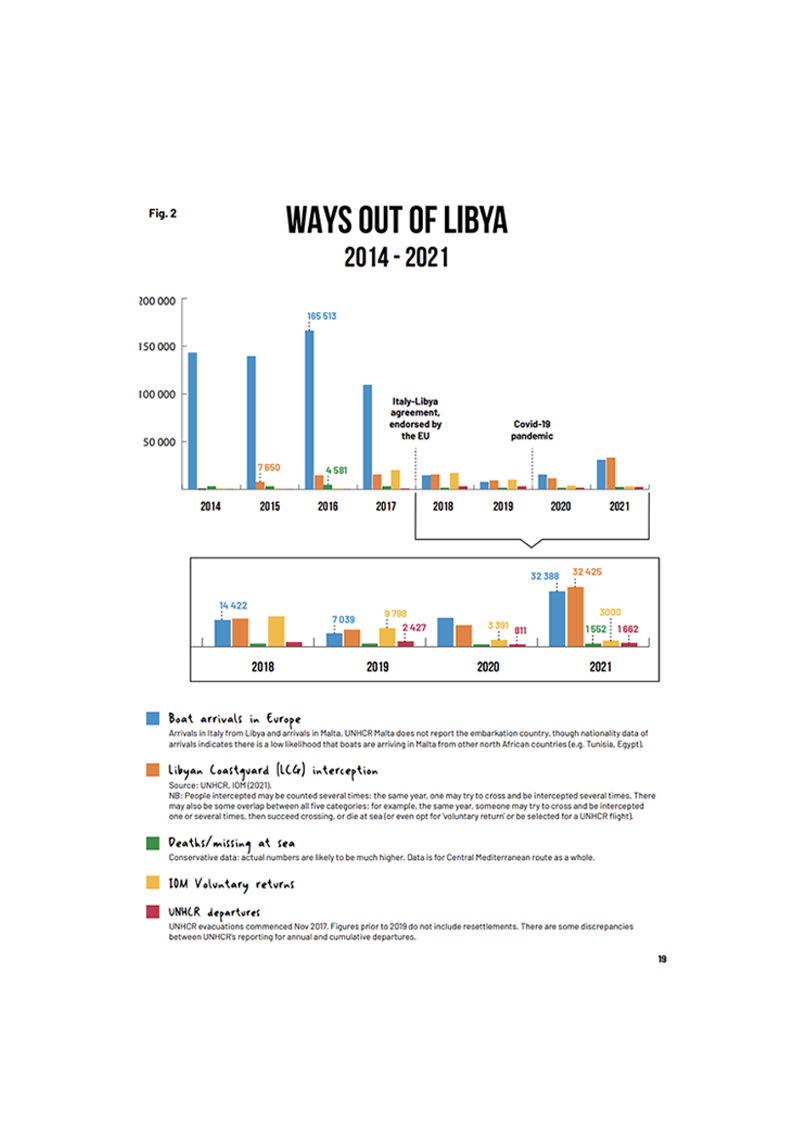 Fig. 2
WAYS OUT OF LIBYA
2014 - 2021
200 000
150 000
100 000
50 000
165 513
7 650
4 581
Italy-Libya
agreement,
endorsed by
the EU
Covid-19
pandemic
2014
2015
2016
2017
2018
2019
2020
2021
14 422
7 039
9 798
2 427
3 391
811
32 388
32 425
3000
1 552
1 662
2018
2019
2020
2021
Boat arrivals in Europe
Arrivals in Italy from Libya and arrivals in Malta. UNHCR Malta does not report the embarkation country, though nationality data of
arrivals indicates there is a low likelihood that boats are arriving in Malta from other north African countries (e.g. Tunisia, Egypt).
Libyan Coastguard (LCG) interception
Source: UNHCR, IOM (2021).
NB: People intercepted may be counted several times: the same year, one may try to cross and be intercepted several times. There
may also be some overlap between all five categories: for example, the same year, someone may try to cross and be intercepted
one or several times, then succeed crossing, or die at sea (or even opt for 'voluntary return' or be selected for a UNHCR flight).
Deaths/missing at sea
Conservative data: actual numbers are likely to be much higher. Data is for Central Mediterranean route as a whole.
IOM Voluntary returns
UNHCR departures
UNHCR evacuations commenced Nov 2017. Figures prior to 2019 do not include resettlements. There are some discrepancies
between UNHCR's reporting for annual and cumulative departures.
19